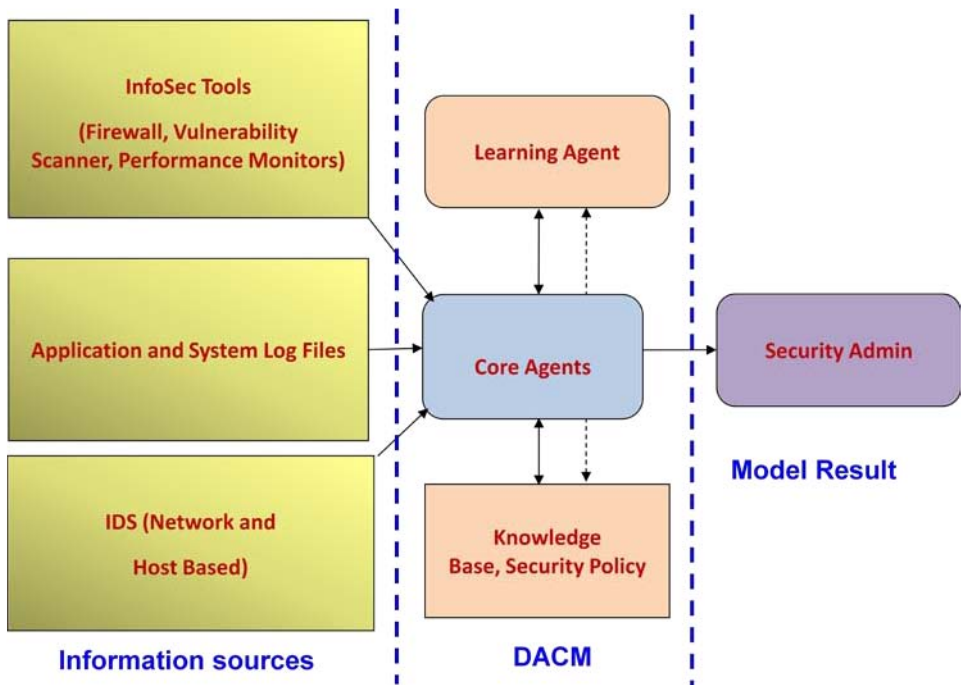 InfoSec Tools
(Firewall, Vulnerability
Scanner, Performance Monitors)
Application and System Log Files
IDS (Network and
Host Based)
Information sources
Learning Agent
Core Agents
Knowledge
Base, Security Policy
DACM
Security Admin
Model Result